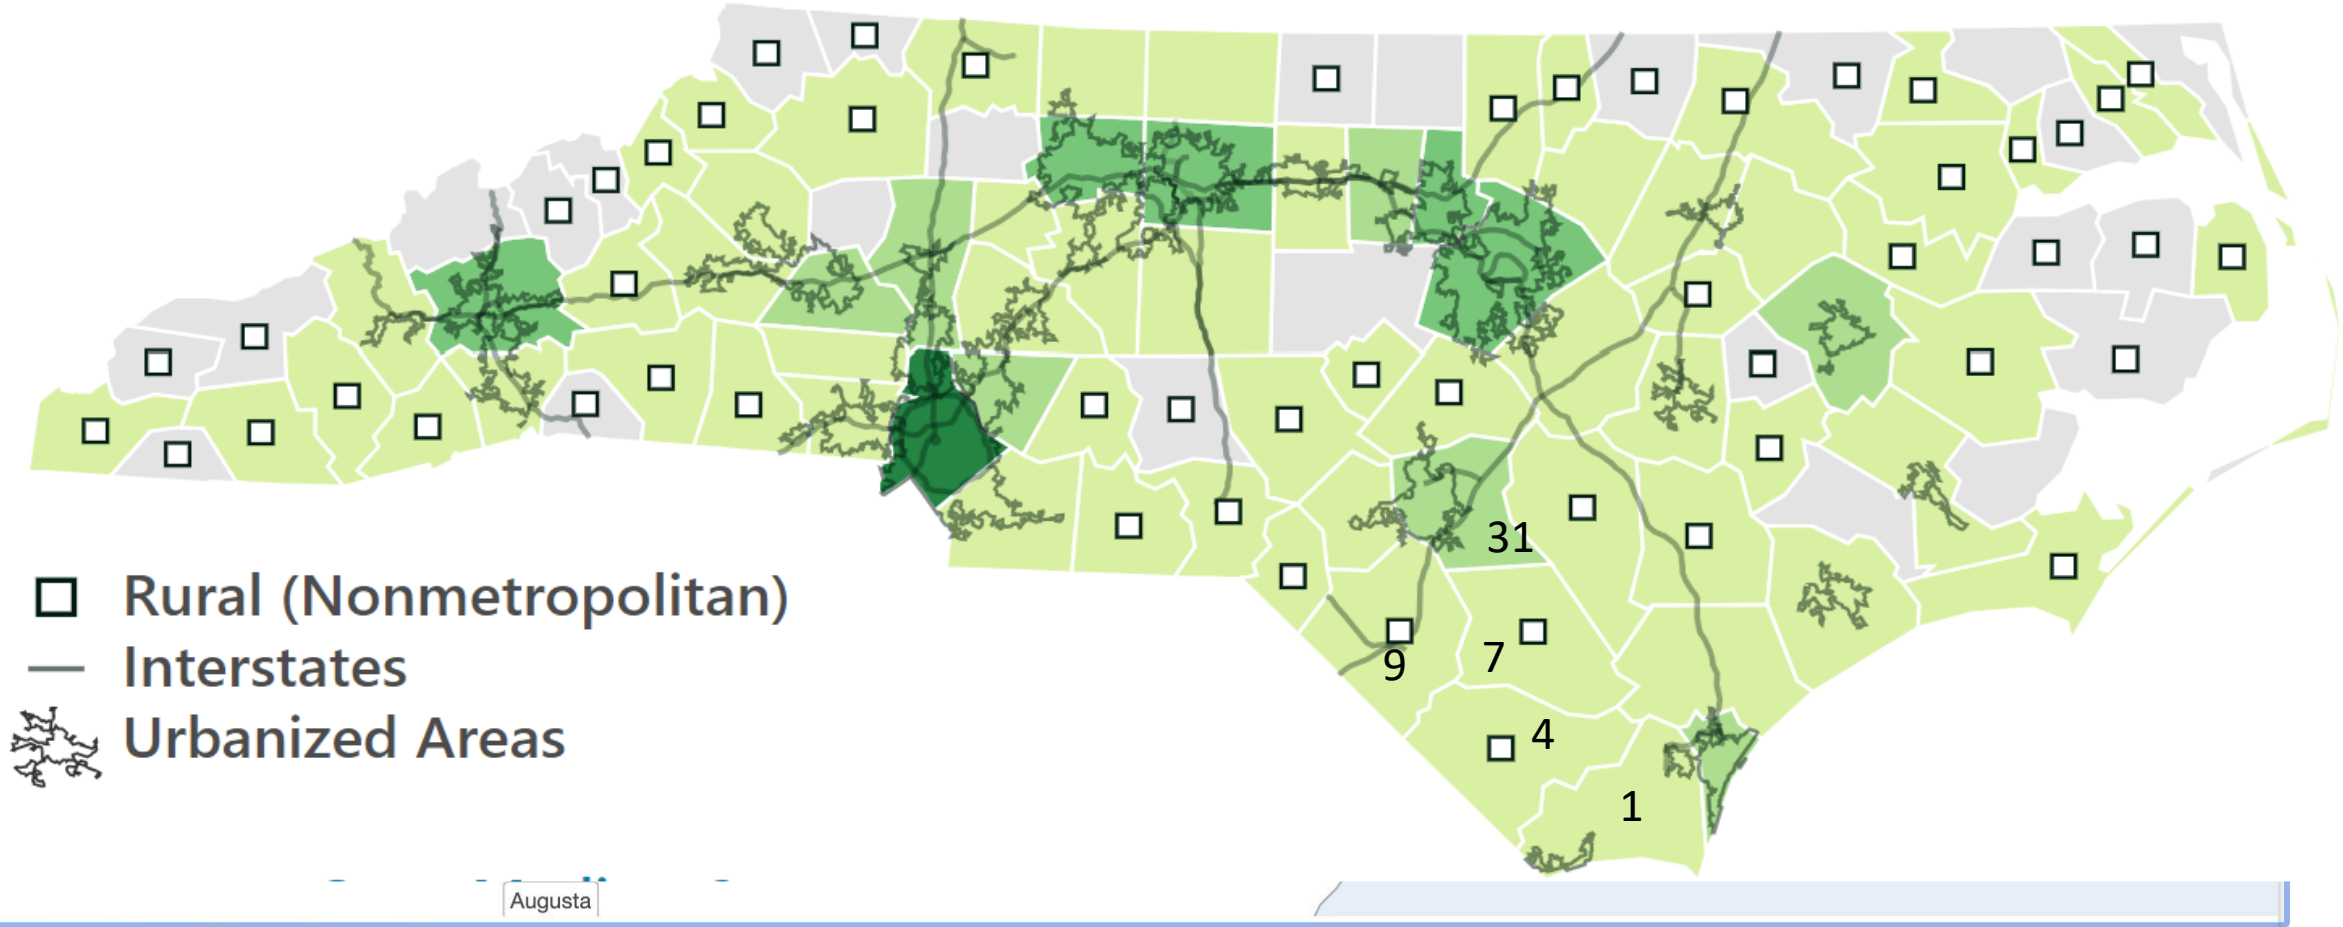 31
9
7
4
1
Rural (Nonmetropolitan)
Interstates
Urbanized Areas
Augusta